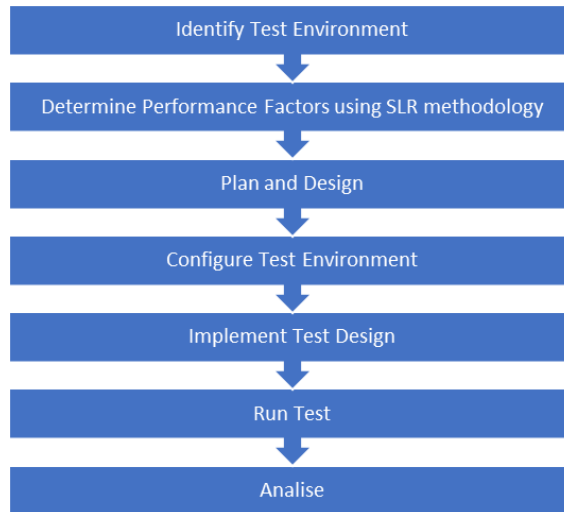 Identify Test Environment
Determine Performance Factors using SLR methodology
Plan and Design
Configure Test Environment
Implement Test Design
Run Test
Analise